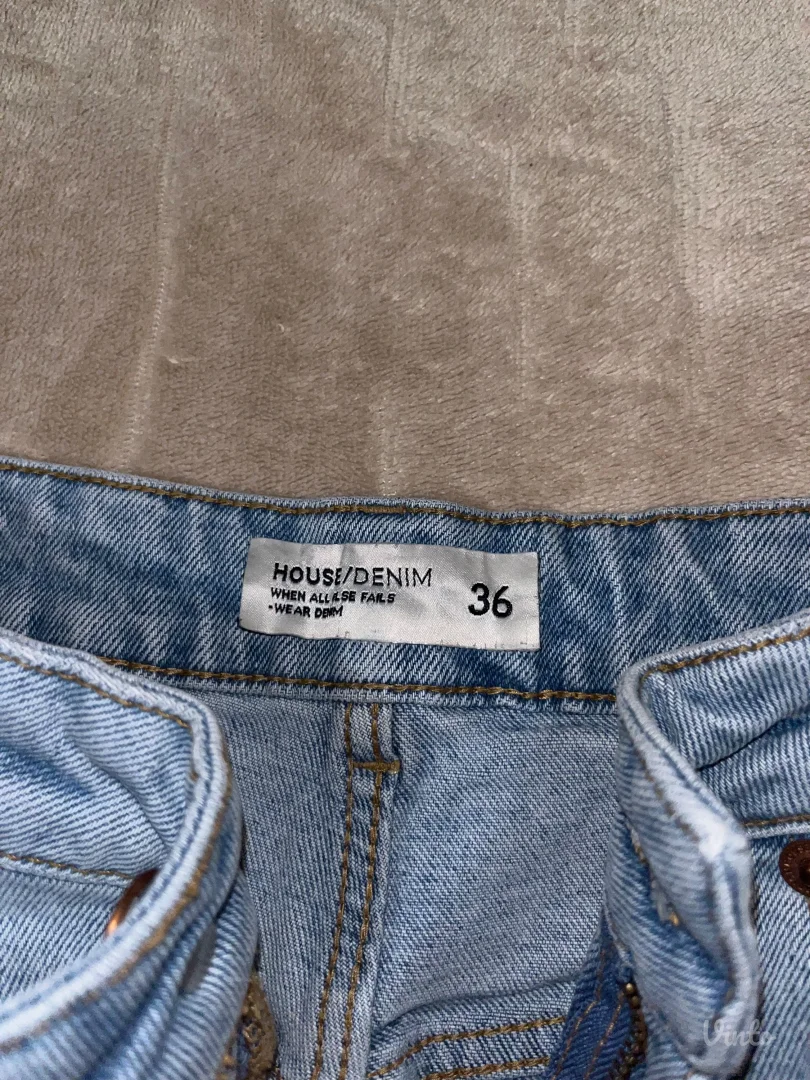 HOUSE/DENIM
WHEN ALL ELSE FAILS
-WEAR DENIM
36